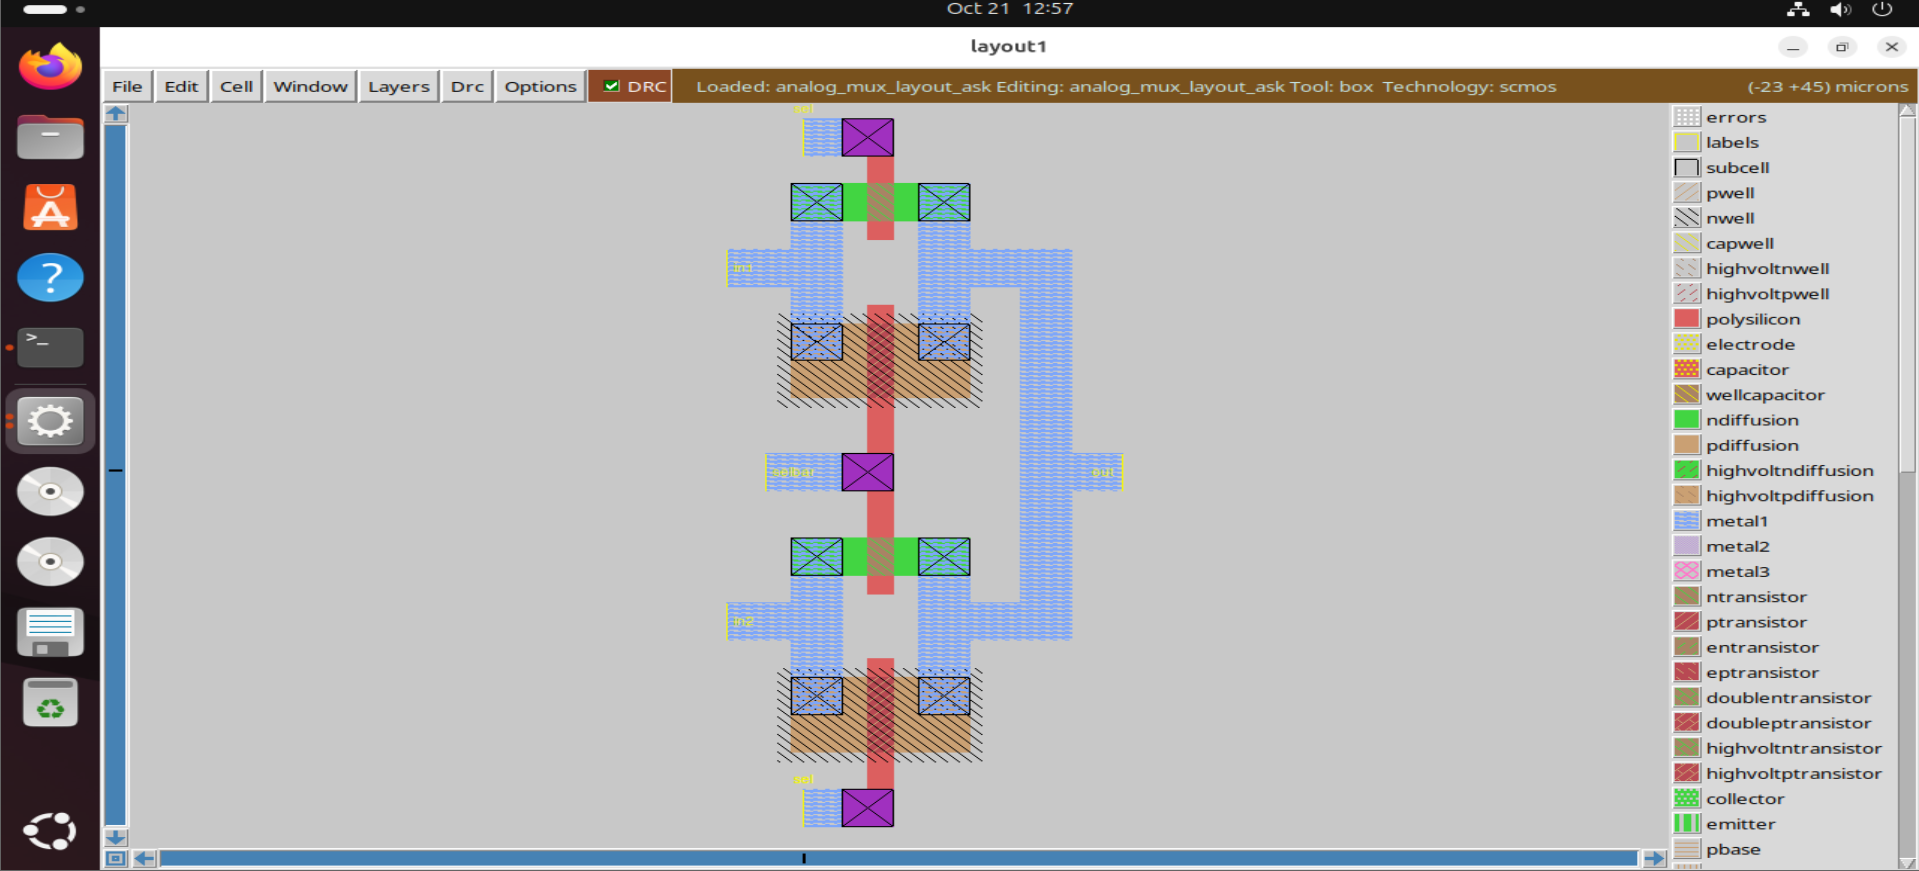 Oct 21 12:57
layout1
File Edit Cell Window Layers Drc Options DRC Loaded: analog_mux_layout_ask Editing: analog_mux_layout_ask Tool: box Technology: scmos (-23 +45) microns
sel
in1
selbar
out
in2
sel
errors
labels
subcell
pwell
nwell
capwell
highvoltnwell
highvoltpwell
polysilicon
electrode
capacitor
wellcapacitor
ndiffusion
pdiffusion
highvoltndiffusion
highvoltpdiffusion
metal1
metal2
metal3
ntransistor
ptransistor
entransistor
eptransistor
doublentransistor
doubleptransistor
highvoltntransistor
highvoltptransistor
collector
emitter
pbase